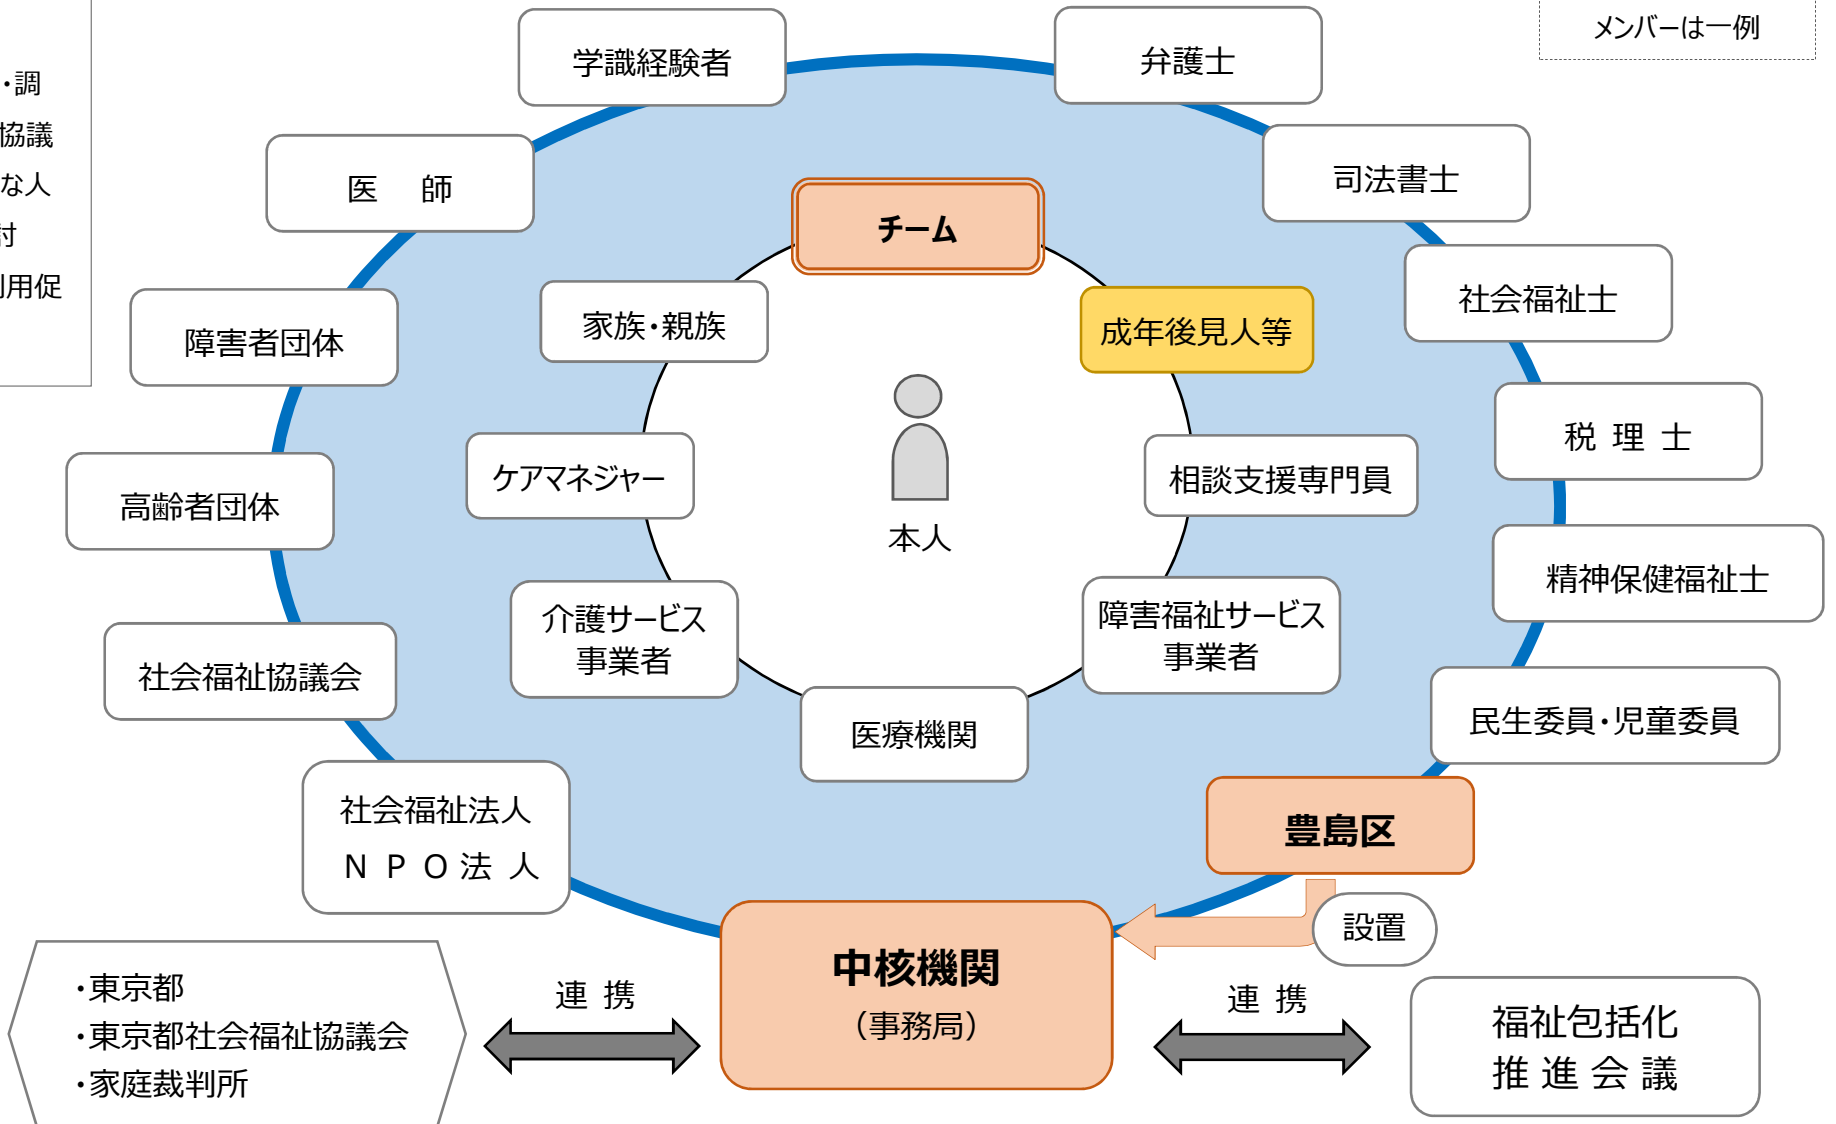 ・調
協議
な人
討
利用促
メンバーは一例
学識経験者
弁護士
医 師
司法書士
チーム
社会福祉士
障害者団体
家族・親族
成年後見人等
税 理 士
高齢者団体
ケアマネジャー
相談支援専門員
本人
精神保健福祉士
社会福祉協議会
介護サービス
事業者
障害福祉サービス
事業者
民生委員・児童委員
医療機関
社会福祉法人
N P O 法 人
豊島区
設置
中核機関
（事務局）
連 携
連 携
・東京都
・東京都社会福祉協議会
・家庭裁判所
福祉包括化
推 進 会 議